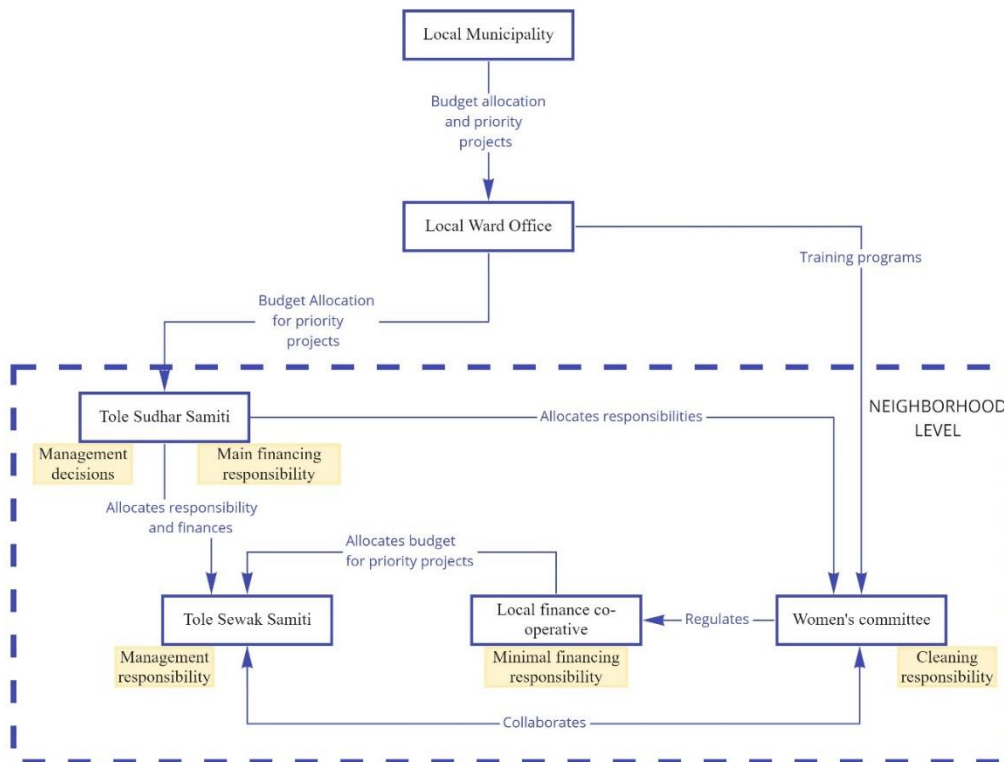 Local Municipality
Budget allocation
and priority
projects
Local Ward Office
Training programs
Budget Allocation
for priority
projects
NEIGHBORHOOD
LEVEL
Tole Sudhar Samiti
Allocates responsibilities
Management
decisions
Main financing
responsibility
Allocates responsibility
and finances
Allocates budget
for priority projects
Tole Sewak Samiti
Local finance co-
operative
Regulates
Women's committee
Management
responsibility
Minimal financing
responsibility
Cleaning
responsibility
Collaborates